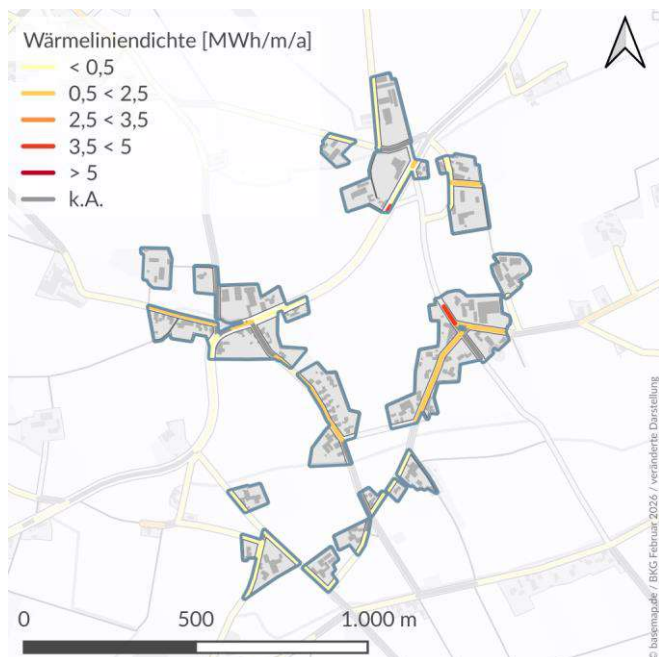 Wärmeliniendichte [MWh/m/a]
< 0,5
0,5 < 2,5
2,5 < 3,5
3,5 < 5
> 5
k.A.
© basemap.de / BKG Februar 2026 / veränderte Darstellung
0 500 1.000 m